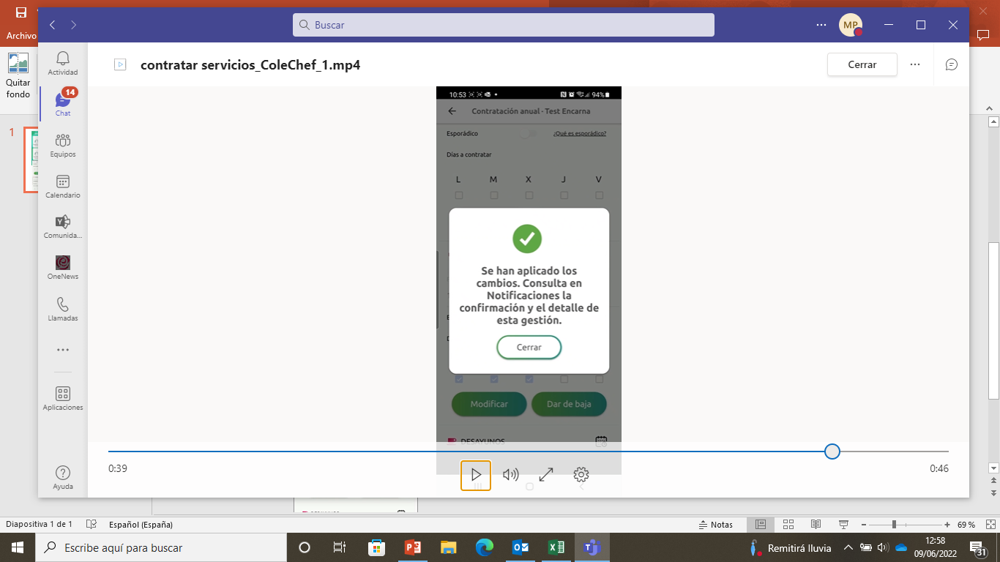 Archivo
Buscar
MP
Quitar
fondo
1
Actividad
14
Chat
Equipos
Calendario
Comunida...
OneNews
Llamadas
Aplicaciones
Ayuda
contratar servicios_ColeChef_1.mp4
Cerrar
10:53
94%
Contratación anual - Test Encarna
Esporádico
¿Qué es esporádico?
Días a contratar
L M X J V
Se han aplicado los
cambios. Consulta en
Notificaciones la
confirmación y el detalle de
esta gestión.
Cerrar
Modificar
Dar de baja
DESAYUNOS
0:39
0:46
Diapositiva 1 de 1
Español (España)
Notas
69 %
Escribe aquí para buscar
Remitirá lluvia
12:58
09/06/2022
31